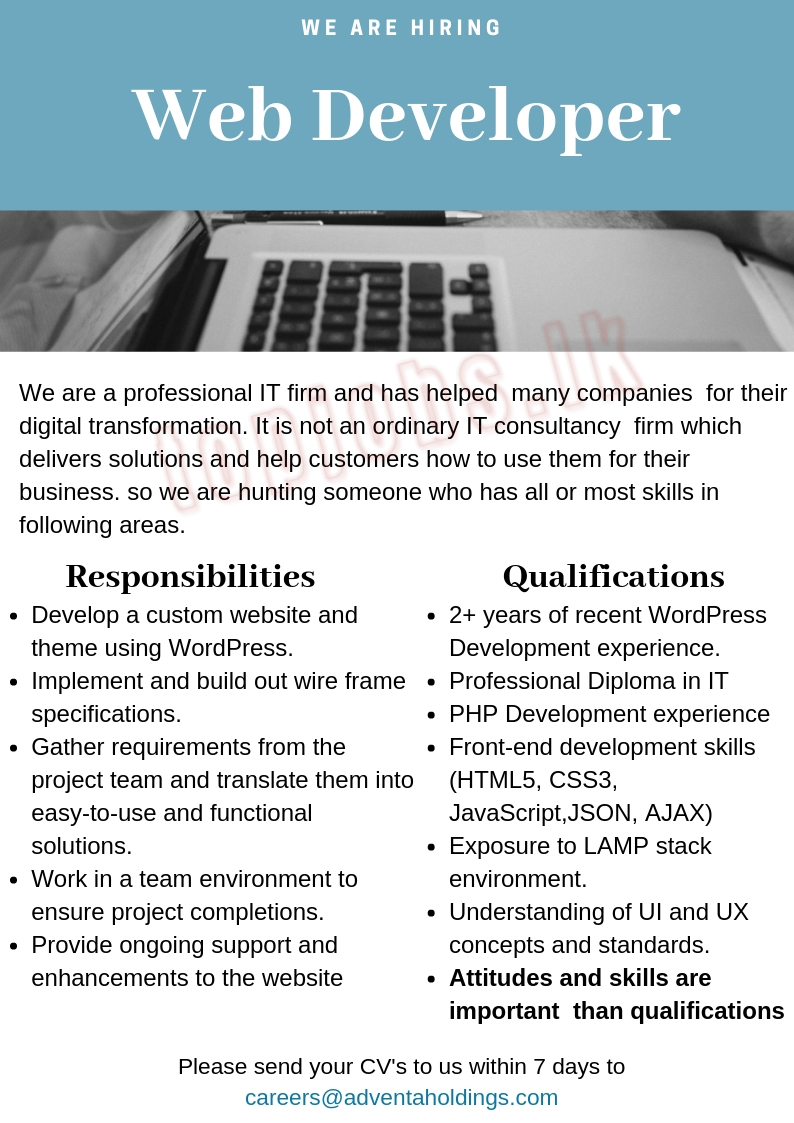 WE ARE HIRING
Web Developer
topjobs.lk
We are a professional IT firm and has helped  many companies  for their
digital transformation. It is not an ordinary IT consultancy  firm which
delivers solutions and help customers how to use them for their
business. so we are hunting someone who has all or most skills in
following areas.
Responsibilities
• Develop a custom website and
theme using WordPress.
• Implement and build out wire frame
specifications.
• Gather requirements from the
project team and translate them into
easy-to-use and functional
solutions.
• Work in a team environment to
ensure project completions.
• Provide ongoing support and
enhancements to the website
Qualifications
• 2+ years of recent WordPress
Development experience.
• Professional Diploma in IT
• PHP Development experience
• Front-end development skills
(HTML5, CSS3,
JavaScript,JSON, AJAX)
• Exposure to LAMP stack
environment.
• Understanding of UI and UX
concepts and standards.
• Attitudes and skills are
important  than qualifications
Please send your CV's to us within 7 days to
careers@adventaholdings.com